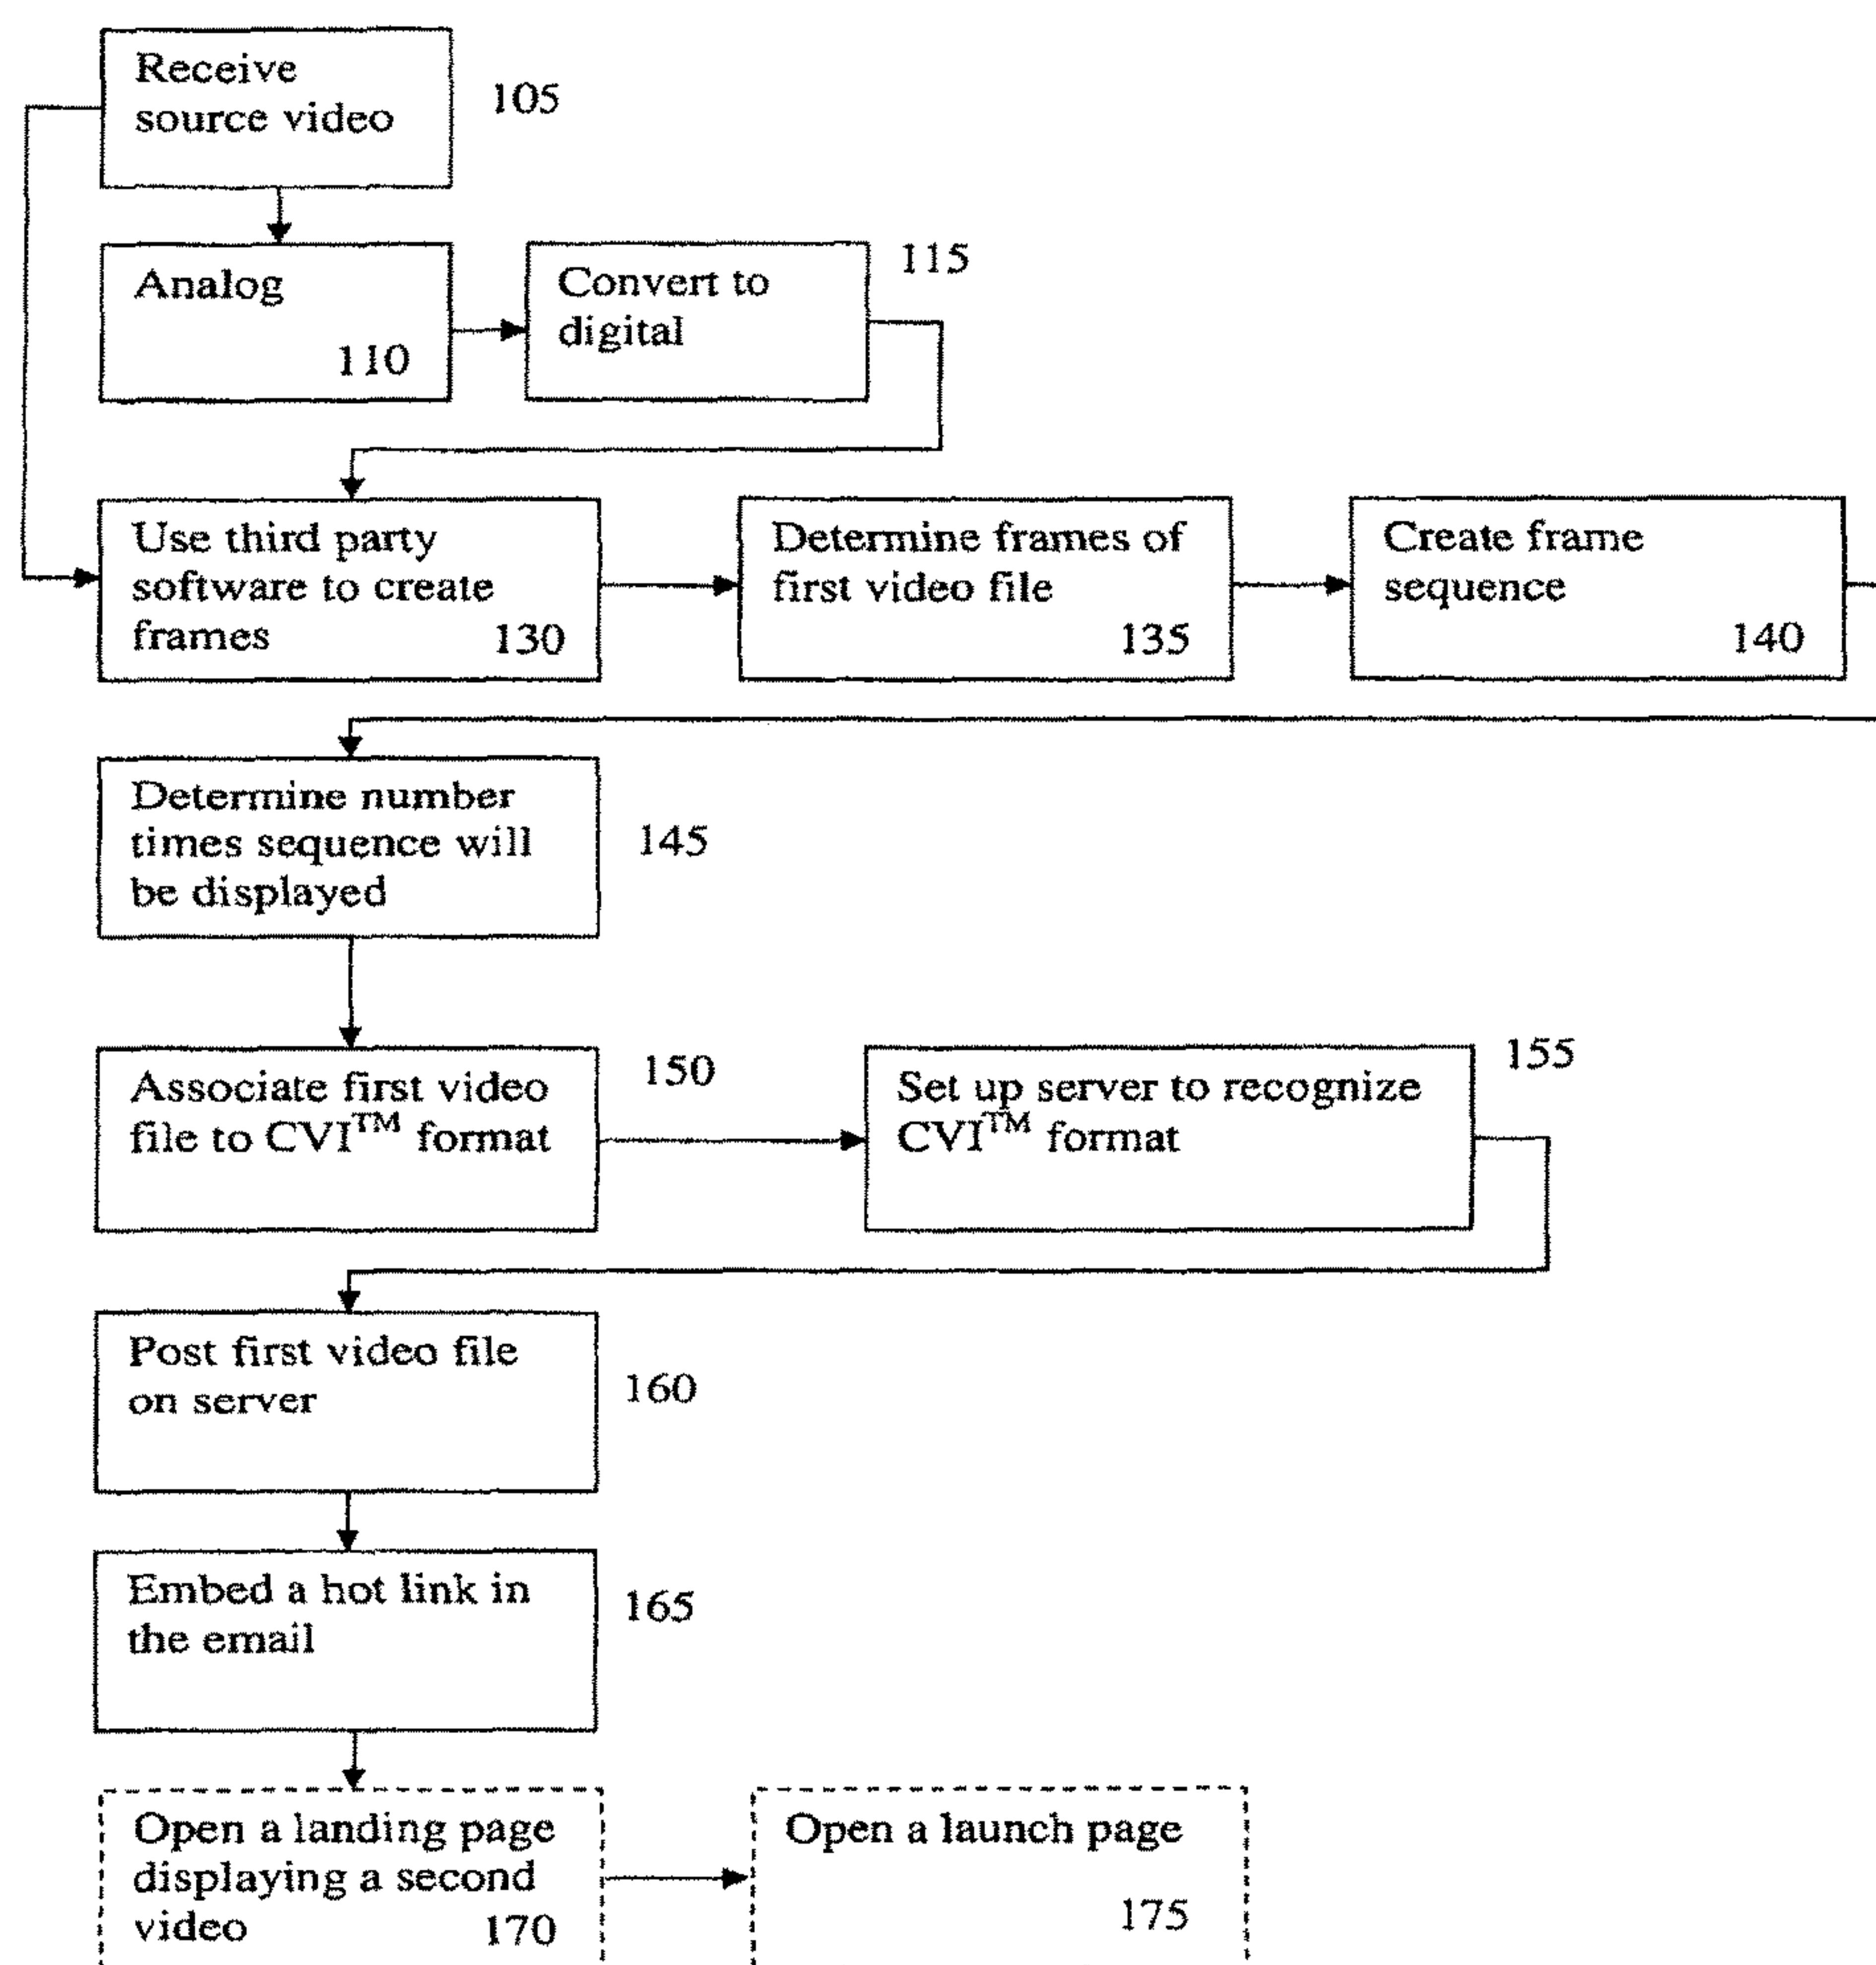 Receive
source video
105
Analog
110
Convert to
digital
115
Use third party
software to create
frames
130
Determine frames of
first video file
135
Create frame
sequence
140
Determine number
times sequence will
be displayed
145
Associate first video
file to CVI™ format
150
Set up server to recognize
CVI™ format
155
Post first video file
on server
160
Embed a hot link in
the email
165
Open a landing page
displaying a second
video
170
Open a launch page
175